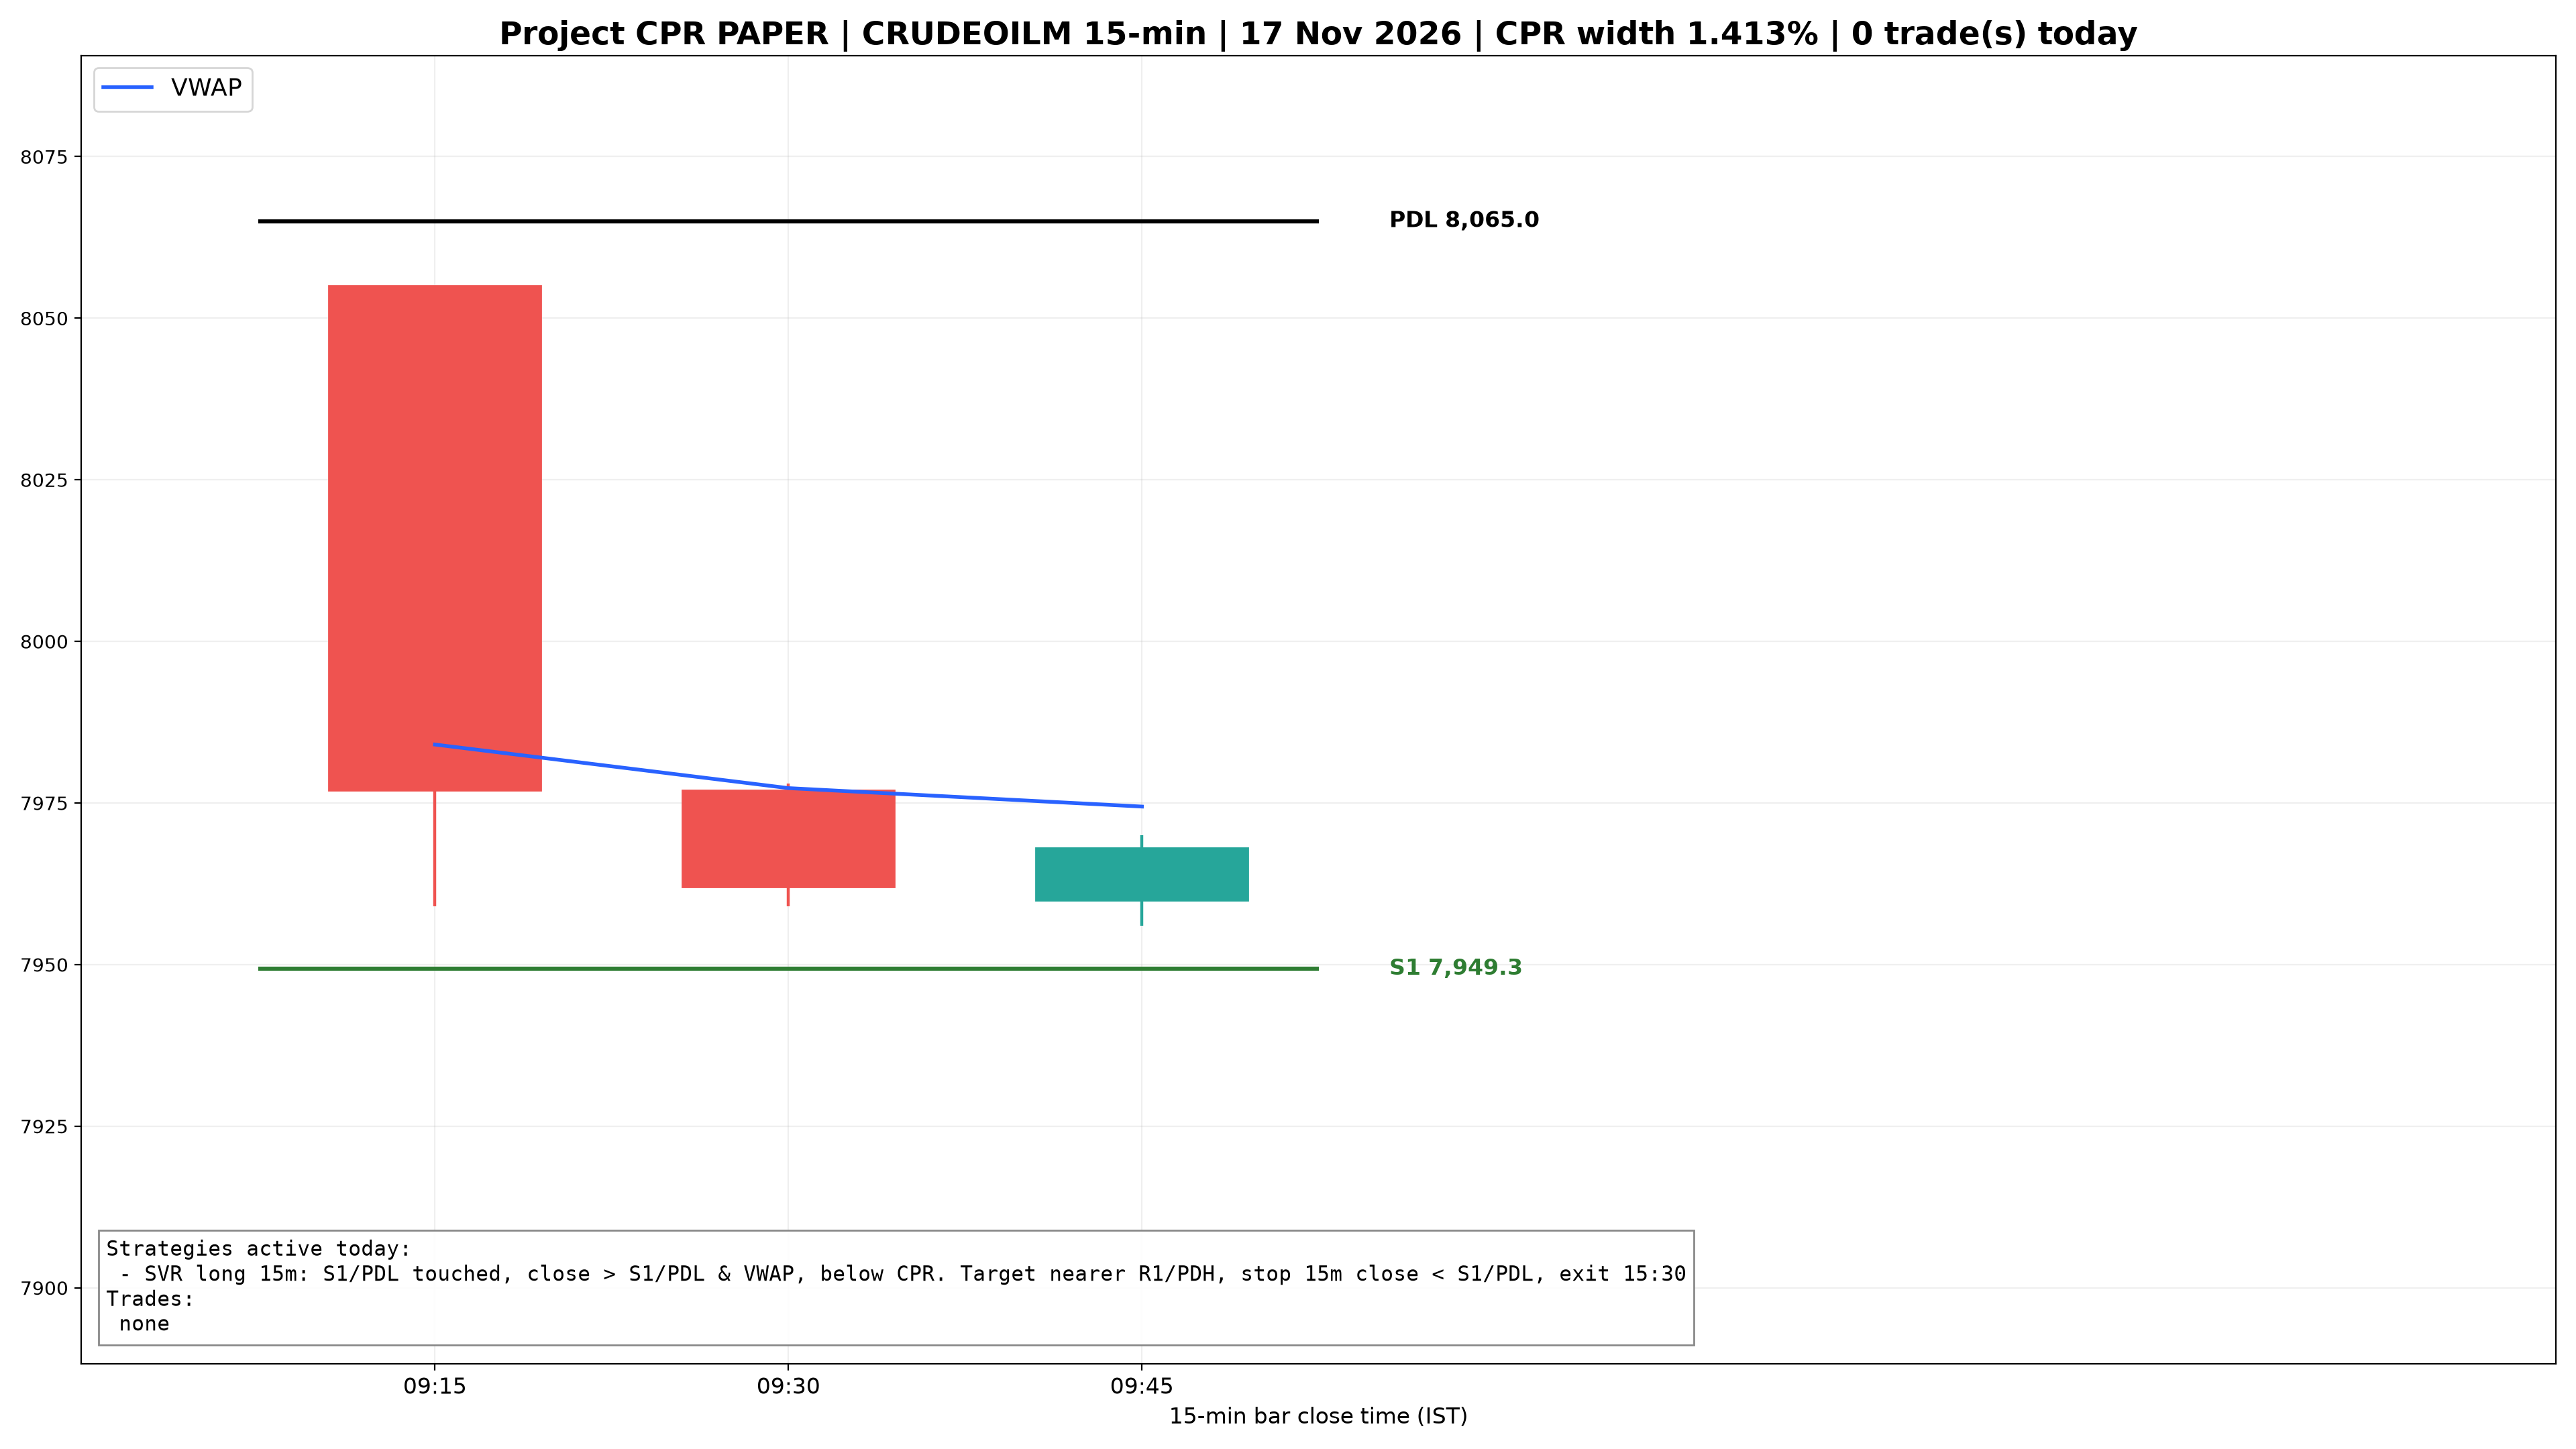 Project CPR PAPER | CRUDEOILM 15-min | 17 Nov 2026 | CPR width 1.413% | 0 trade(s) today
VWAP
8075
PDL 8,065.0
8050
8025
8000
7975
7950
S1 7,949.3
7925
7900
Strategies active today:
- SVR long 15m: S1/PDL touched, close > S1/PDL & VWAP, below CPR. Target nearer R1/PDH, stop 15m close < S1/PDL, exit 15:30
Trades:
none
09:15 09:30 09:45
15-min bar close time (IST)